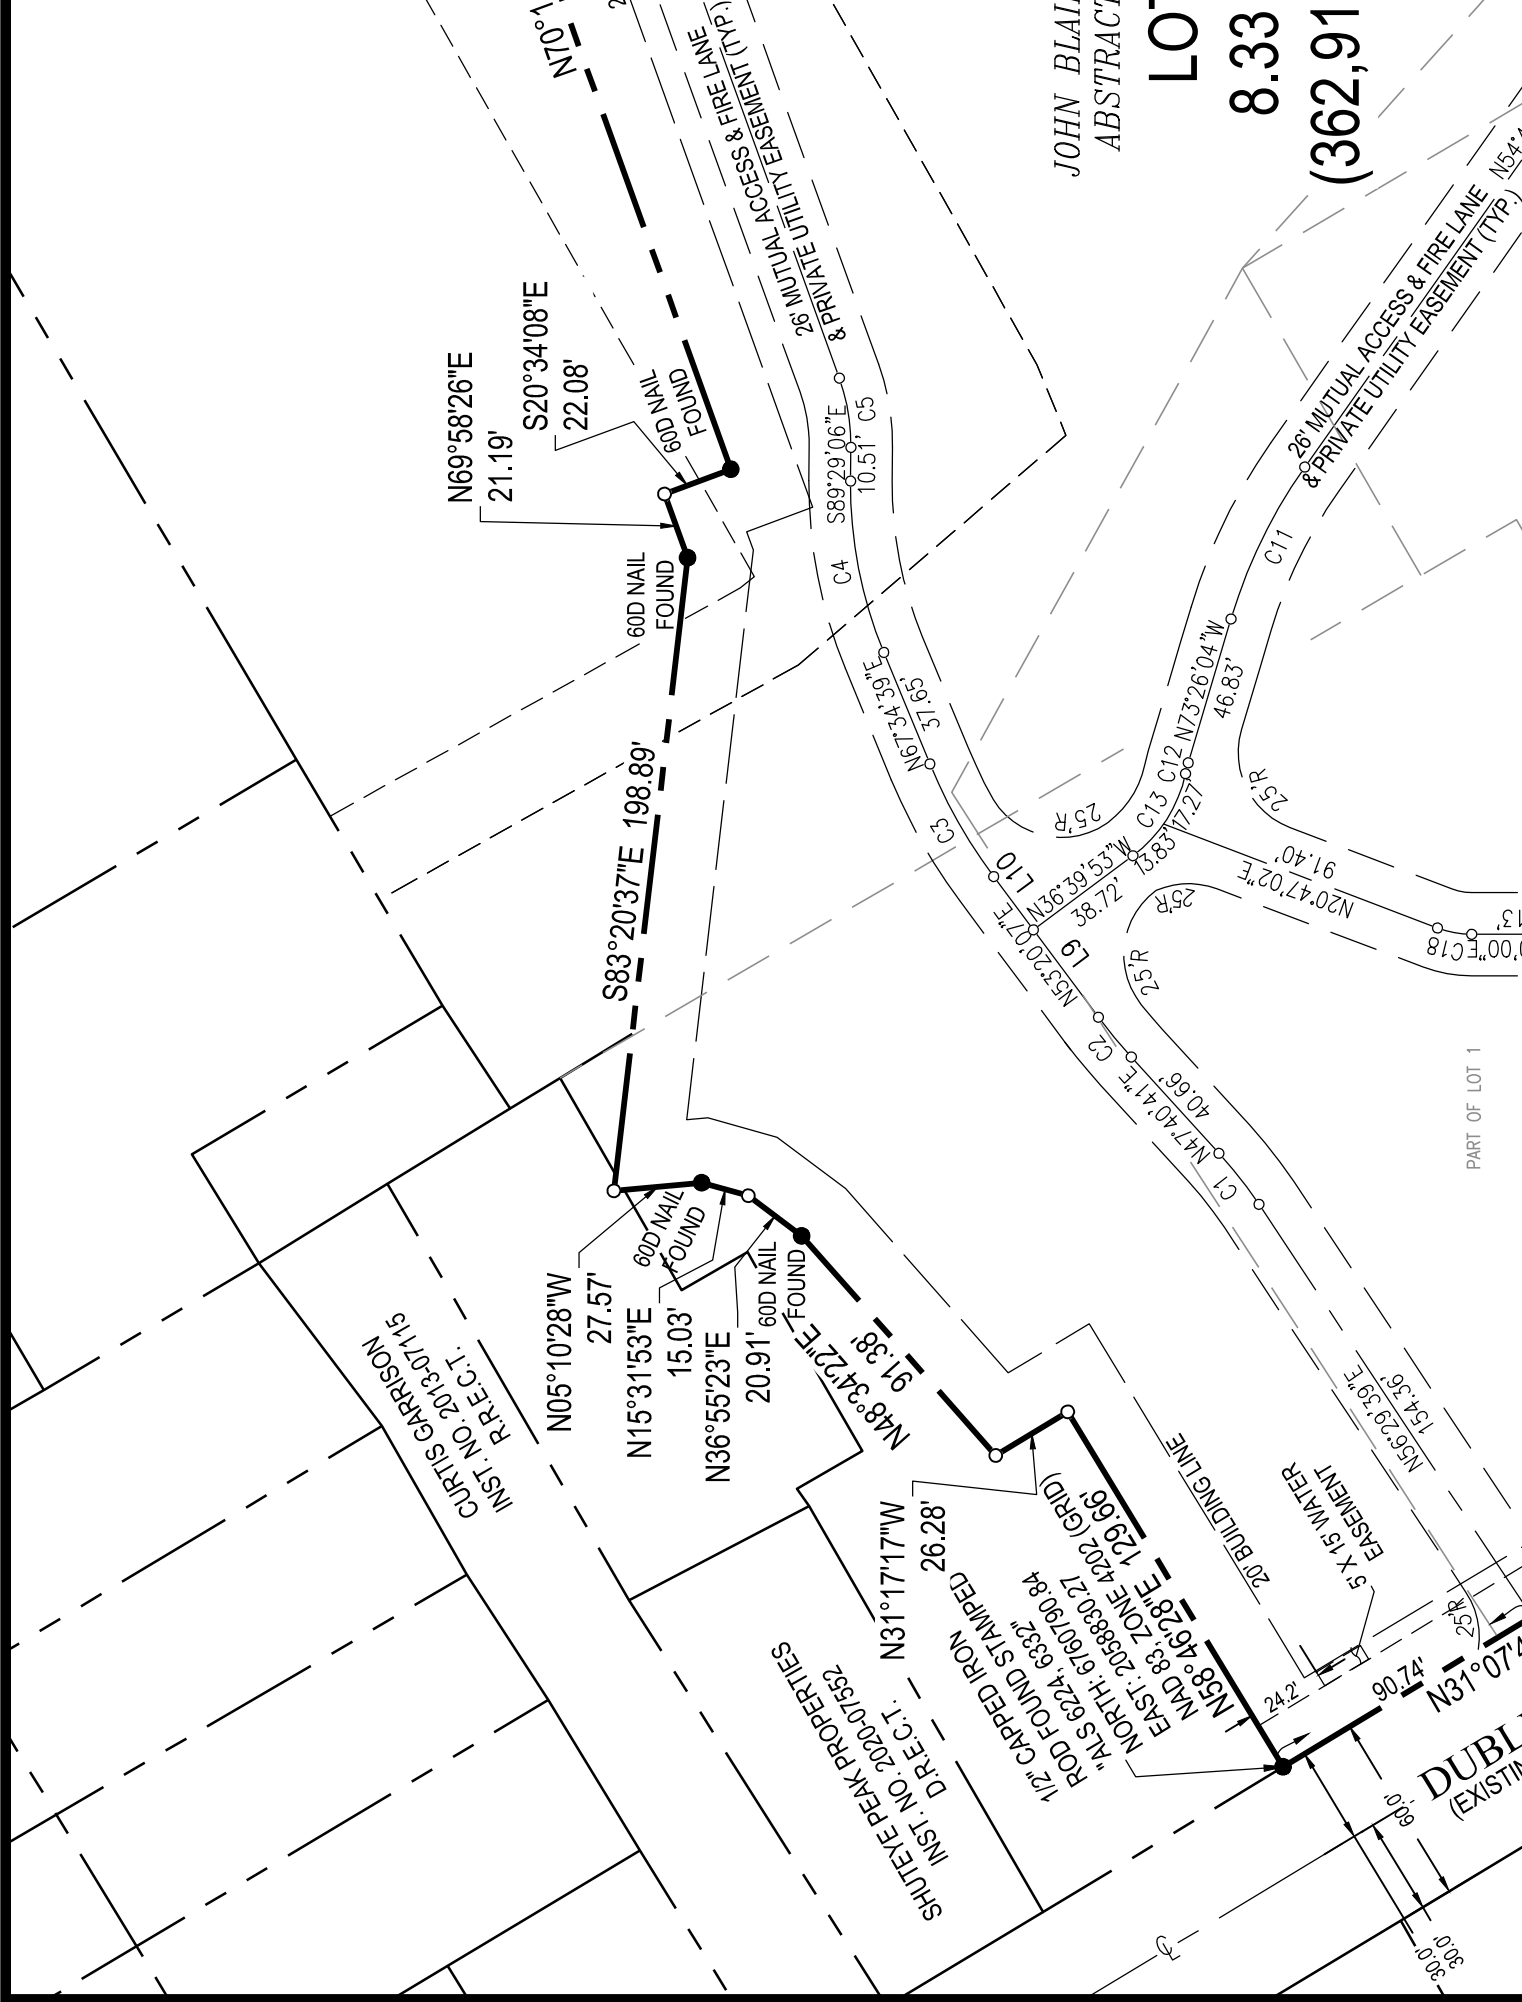 N70°1
26' MUTUAL ACCESS & FIRE LANE
& PRIVATE UTILITY EASEMENT (TYP.)
JOHN BLAI
ABSTRACT
LOT
8.33
(362,91
N69°58'26"E
21.19'
S20°34'08"E
22.08'
60D NAIL
FOUND
60D NAIL
FOUND
S89°29'06"E
10.51'
C5
C4
26' MUTUAL ACCESS & FIRE LANE
& PRIVATE UTILITY EASEMENT (TYP.)
N54°4
C11
N67°34'39"E
37.65'
N73°26'04"W
46.83'
C12
C13
17.27'
13.83'
25'R
25'R
C3
L10
N36°39'53"W
38.72'
N53°20'07"E
L9
25'R
25'R
N20°47'02"E
91.40'
C18
0'00"E
13'
S83°20'37"E 198.89'
C2
N47°40'41"E
40.66'
C1
PART OF LOT 1
N05°10'28"W
27.57'
60D NAIL
FOUND
N15°31'53"E
15.03'
N36°55'23"E
20.91'
60D NAIL
FOUND
N48°34'22"E
91.38'
CURTIS GARRISON
INST. NO. 2013-07115
R.R.E.C.T.
N31°17'17"W
26.28'
SHUTEYE PEAK PROPERTIES
INST. NO. 2020-07552
D.R.E.C.T.
1/2" CAPPED IRON
ROD FOUND STAMPED
"ALS 6224, 6332"
NORTH: 6760790.84
EAST: 2058830.27
NAD 83, ZONE 4202 (GRID)
N58°46'28"E 129.66'
20' BUILDING LINE
N56°29'39"E
154.36'
5' X 15' WATER
EASEMENT
25'R
24.2'
90.74'
N31°07'4
DUBL
(EXISTIN
60.0'
30.0'
30.0'